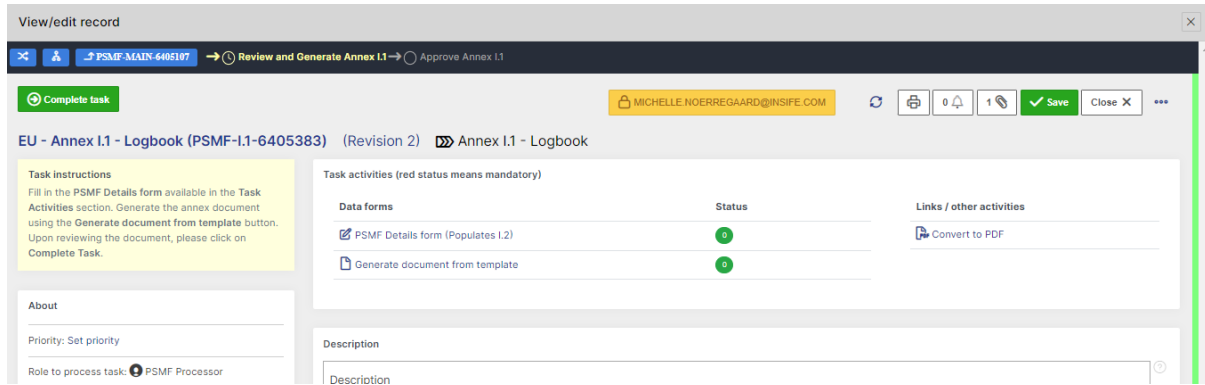 View/edit record
PSMF-MAIN-6405107 Review and Generate Annex I.1 Approve Annex I.1
Complete task
MICHELLE.NOERREGAARD@INSIFE.COM
0
1
Save
Close X
EU - Annex I.1 - Logbook (PSMF-I.1-6405383) (Revision 2) Annex I.1 - Logbook
Task instructions
Fill in the PSMF Details form available in the Task
Activities section. Generate the annex document
using the Generate document from template button.
Upon reviewing the document, please click on
Complete Task.
Task activities (red status means mandatory)
Data forms Status Links / other activities
PSMF Details form (Populates I.2) 0 Convert to PDF
Generate document from template 0
About
Priority: Set priority
Role to process task: PSMF Processor
Description
Description